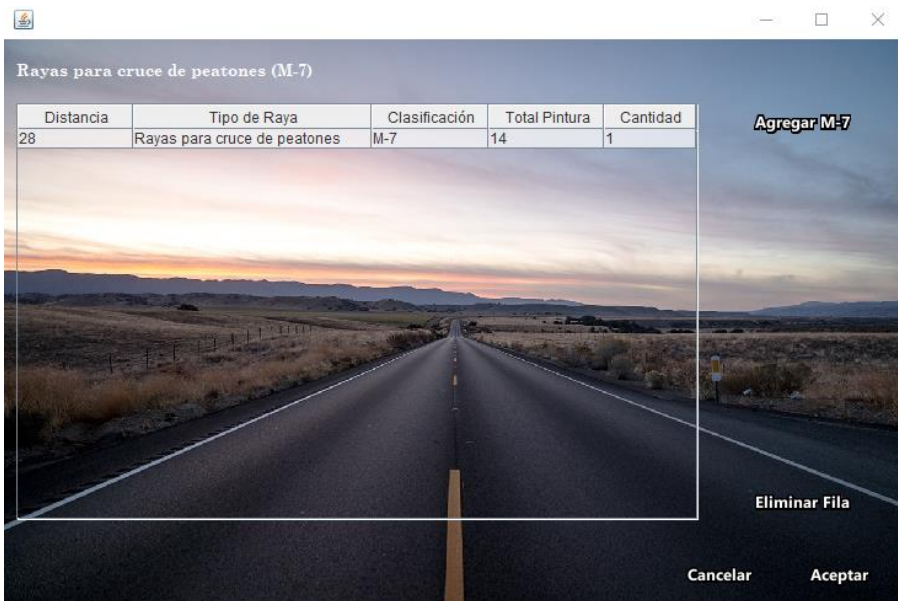 Rayas para cruce de peatones (M-7)
Distancia Tipo de Raya Clasificación Total Pintura Cantidad
28 Rayas para cruce de peatones M-7 14 1
Agregar M-7
Eliminar Fila
Cancelar Aceptar